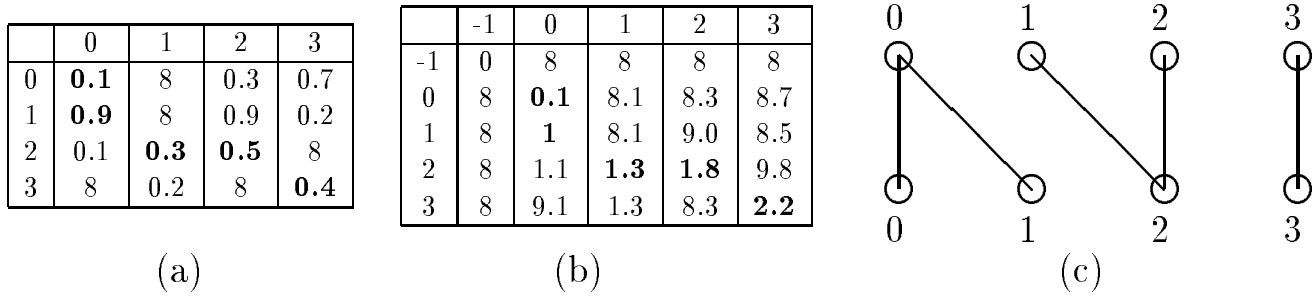 0 1 2 3
0 0.1 8 0.3 0.7
1 0.9 8 0.9 0.2
2 0.1 0.3 0.5 8
3 8 0.2 8 0.4
(a)
-1 0 1 2 3
-1 0 8 8 8 8
0 8 0.1 8.1 8.3 8.7
1 8 1 8.1 9.0 8.5
2 8 1.1 1.3 1.8 9.8
3 8 9.1 1.3 8.3 2.2
(b)
0 1 2 3
0 1 2 3
(c)